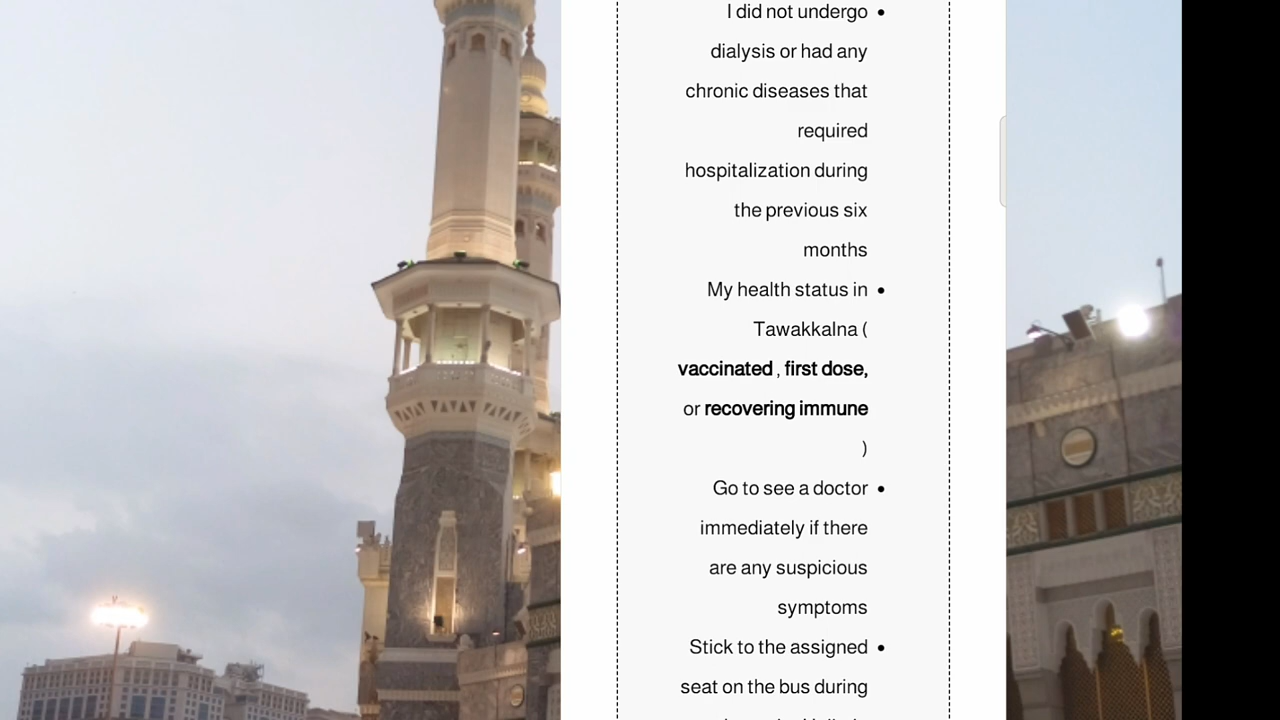 I did not undergo •
dialysis or had any
chronic diseases that
required
hospitalization during
the previous six
months
My health status in •
Tawakkalna (
vaccinated , first dose,
or recovering immune
)
Go to see a doctor •
immediately if there
are any suspicious
symptoms
Stick to the assigned •
seat on the bus during